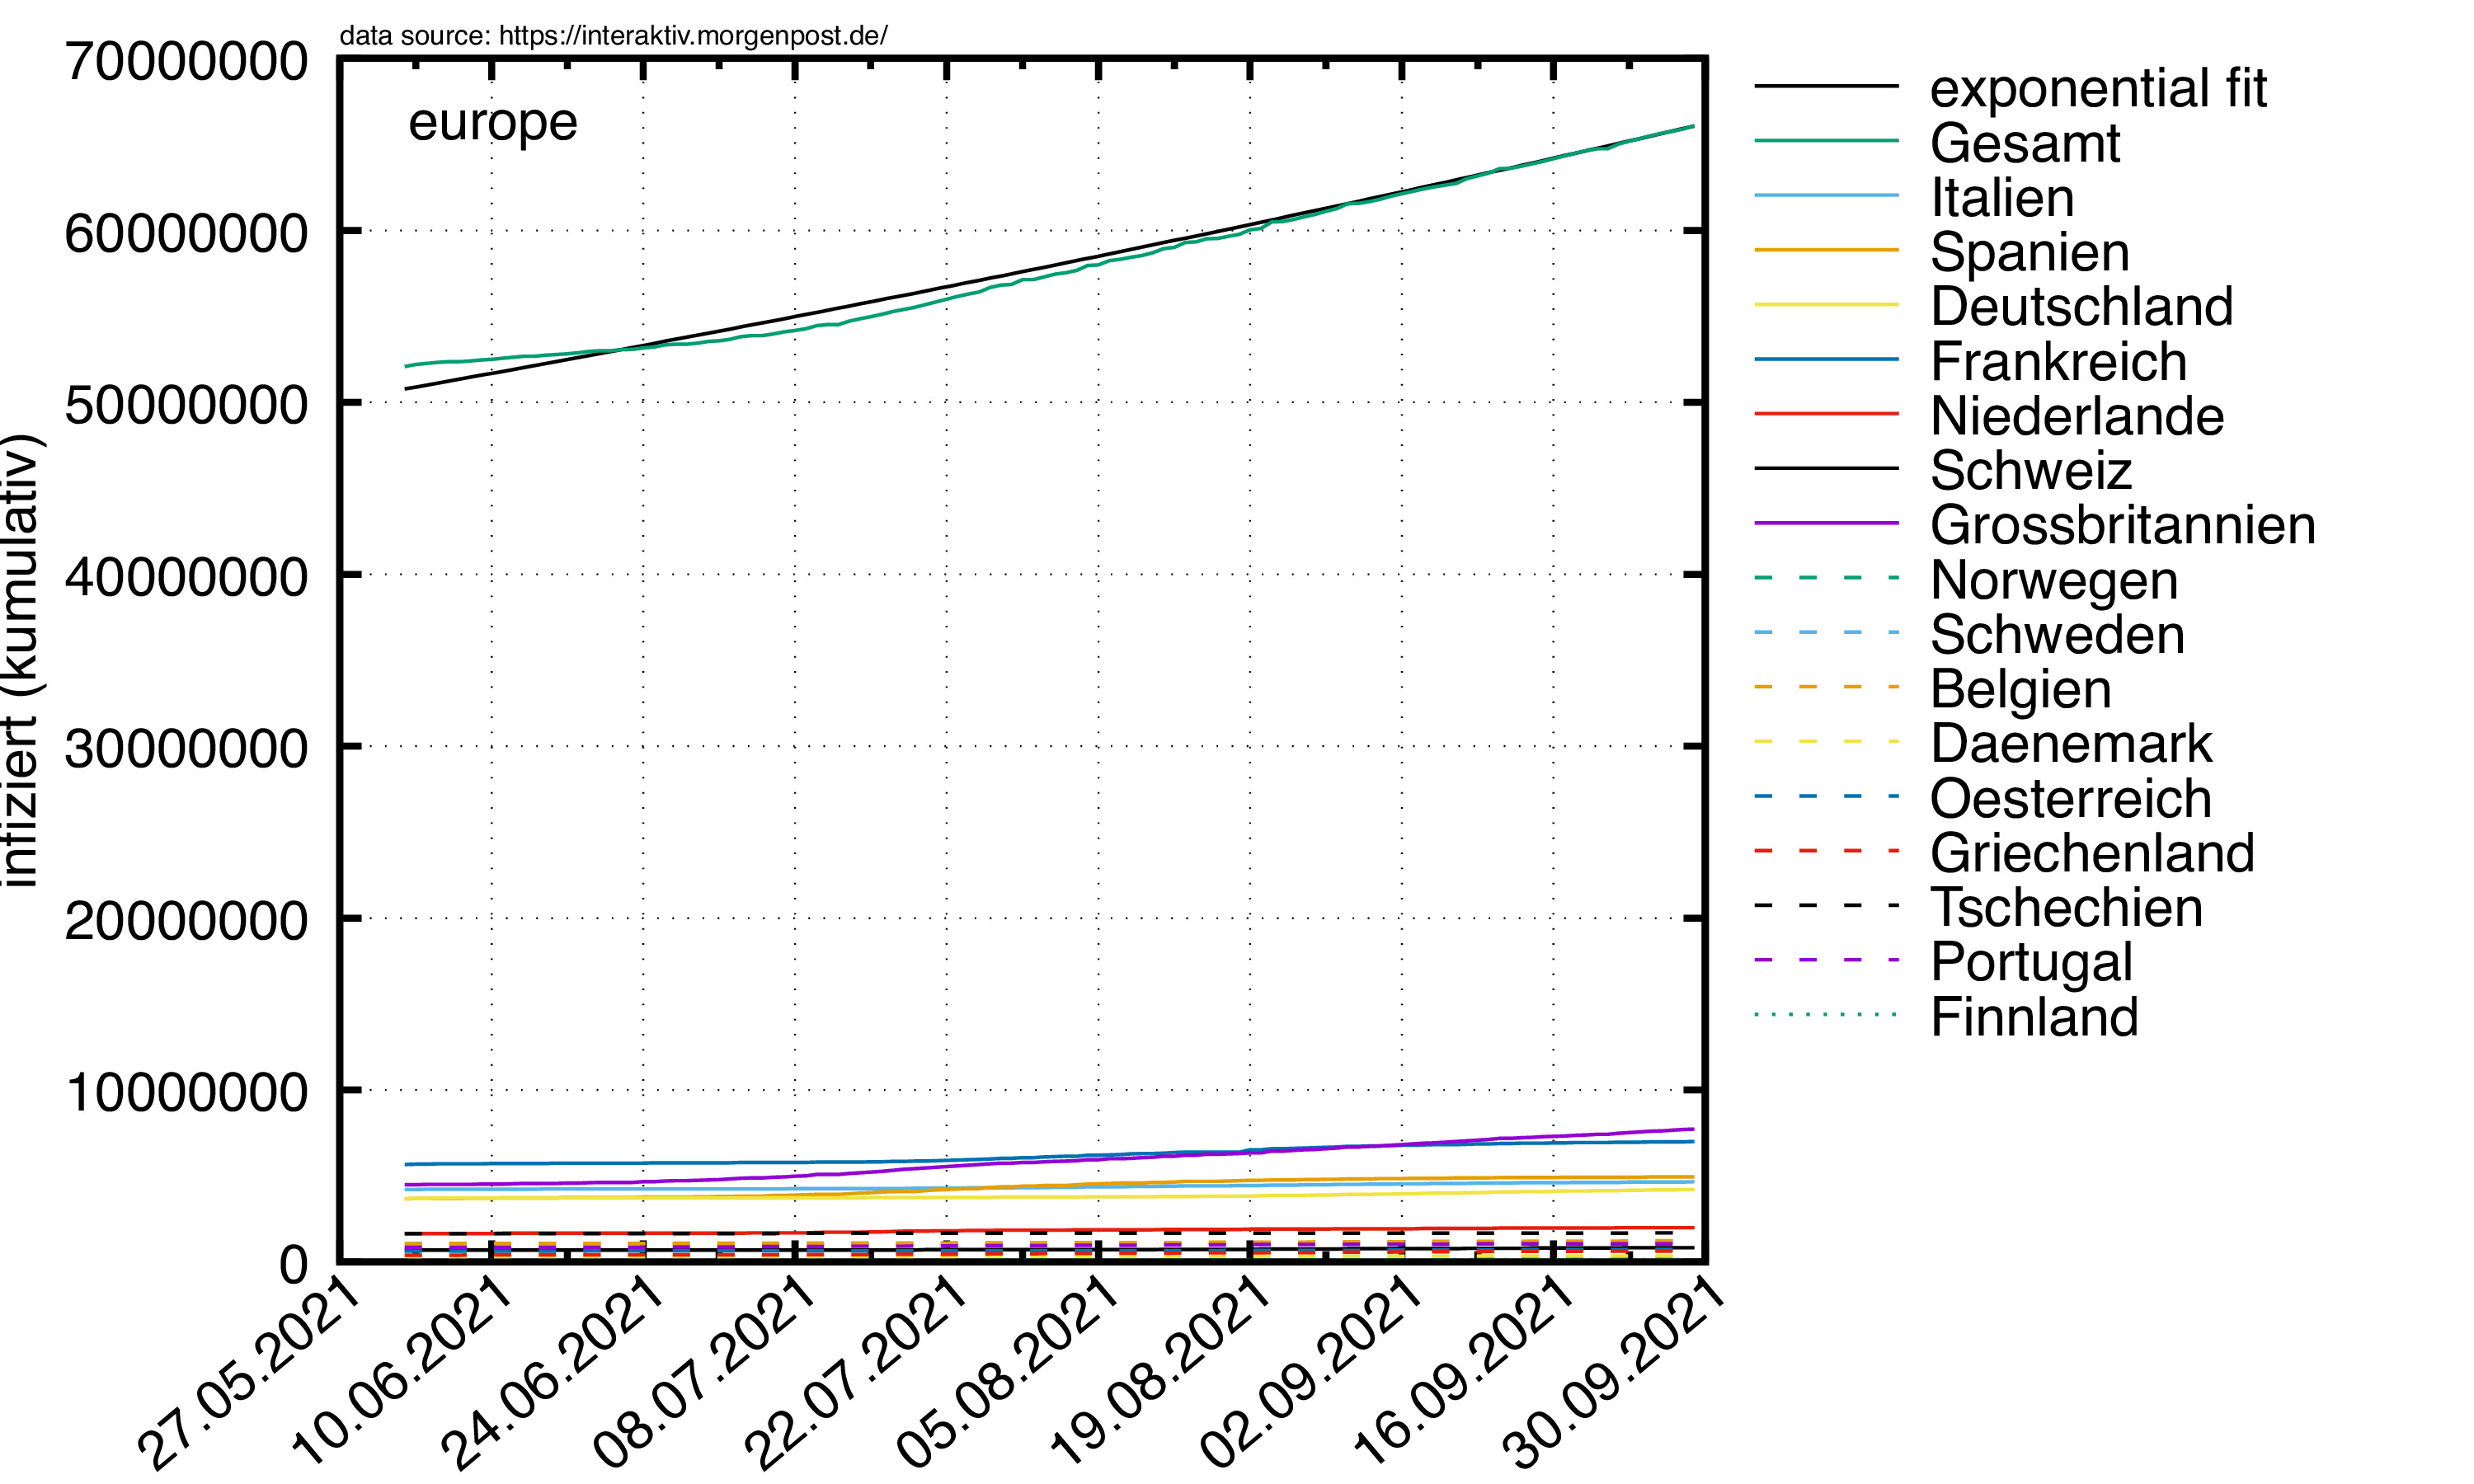 data source: https://interaktiv.morgenpost.de/
europe
infiziert (kumulativ)
70000000
60000000
50000000
40000000
30000000
20000000
10000000
0
27.05.2021
10.06.2021
24.06.2021
08.07.2021
22.07.2021
05.08.2021
19.08.2021
02.09.2021
16.09.2021
30.09.2021
exponential fit
Gesamt
Italien
Spanien
Deutschland
Frankreich
Niederlande
Schweiz
Grossbritannien
Norwegen
Schweden
Belgien
Daenemark
Oesterreich
Griechenland
Tschechien
Portugal
Finnland